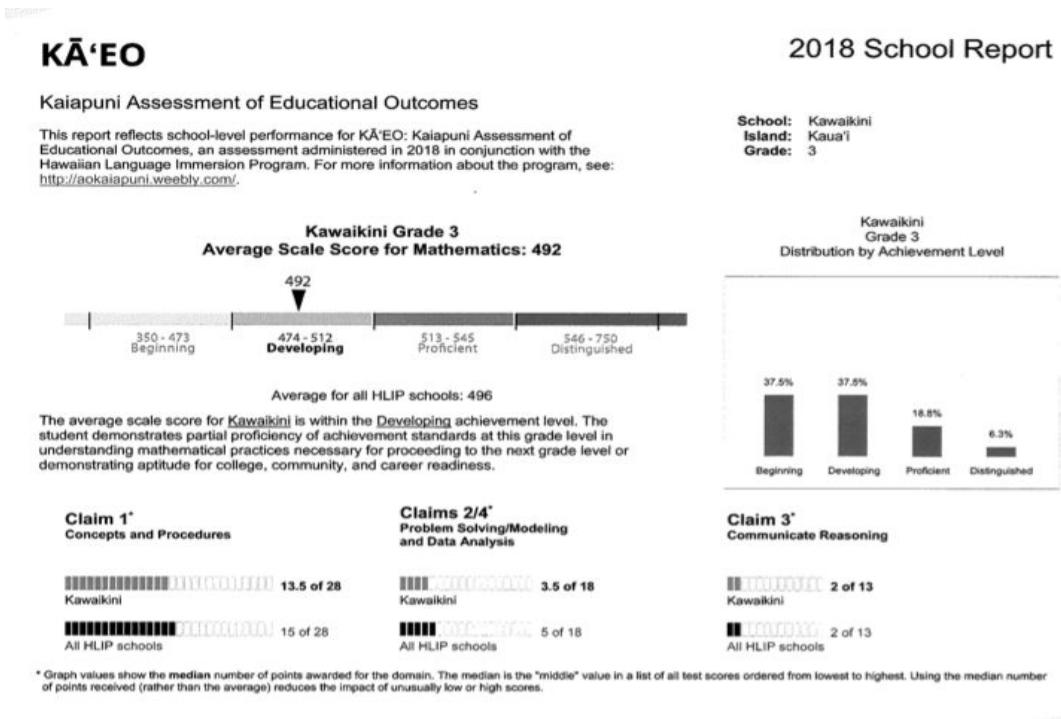 KĀʻEO
2018 School Report
Kaiapuni Assessment of Educational Outcomes
This report reflects school-level performance for KĀʻEO: Kaiapuni Assessment of
Educational Outcomes, an assessment administered in 2018 in conjunction with the
Hawaiian Language Immersion Program. For more information about the program, see:
http://aokaiapuni.weebly.com/.
School: Kawaikini
Island: Kaua'i
Grade: 3
Kawaikini Grade 3
Average Scale Score for Mathematics: 492
492
350 - 473
Beginning
474 - 512
Developing
513 - 545
Proficient
546 - 750
Distinguished
Average for all HLIP schools: 496
The average scale score for Kawaikini is within the Developing achievement level. The
student demonstrates partial proficiency of achievement standards at this grade level in
understanding mathematical practices necessary for proceeding to the next grade level or
demonstrating aptitude for college, community, and career readiness.
Kawaikini
Grade 3
Distribution by Achievement Level
37.5% 37.5% 18.8% 6.3%
Beginning Developing Proficient Distinguished
Claim 1*
Concepts and Procedures
13.5 of 28
Kawaikini
15 of 28
All HLIP schools
Claims 2/4*
Problem Solving/Modeling
and Data Analysis
3.5 of 18
Kawaikini
5 of 18
All HLIP schools
Claim 3*
Communicate Reasoning
2 of 13
Kawaikini
2 of 13
All HLIP schools
* Graph values show the median number of points awarded for the domain. The median is the "middle" value in a list of all test scores ordered from lowest to highest. Using the median number
of points received (rather than the average) reduces the impact of unusually low or high scores.